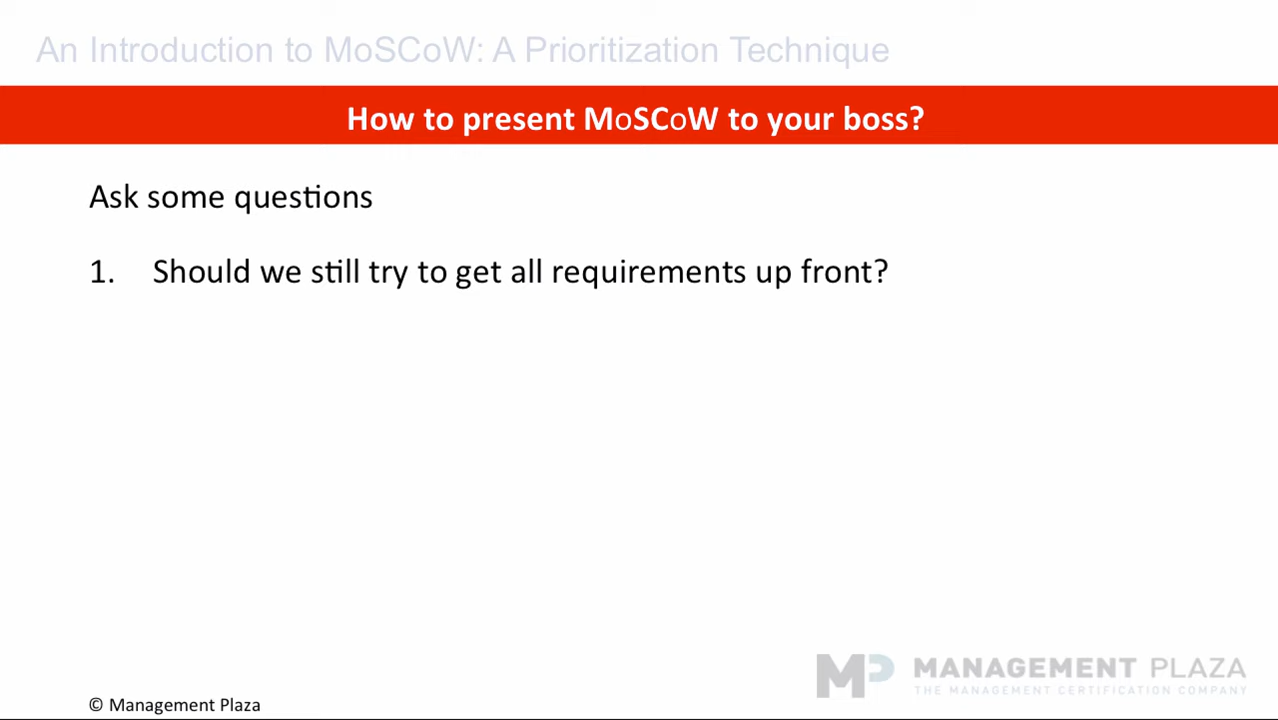 An Introduction to MoSCoW: A Prioritization Technique
How to present MoSCoW to your boss?
Ask some questions
1. Should we still try to get all requirements up front?
MP MANAGEMENT PLAZA
THE MANAGEMENT CERTIFICATION COMPANY
© Management Plaza